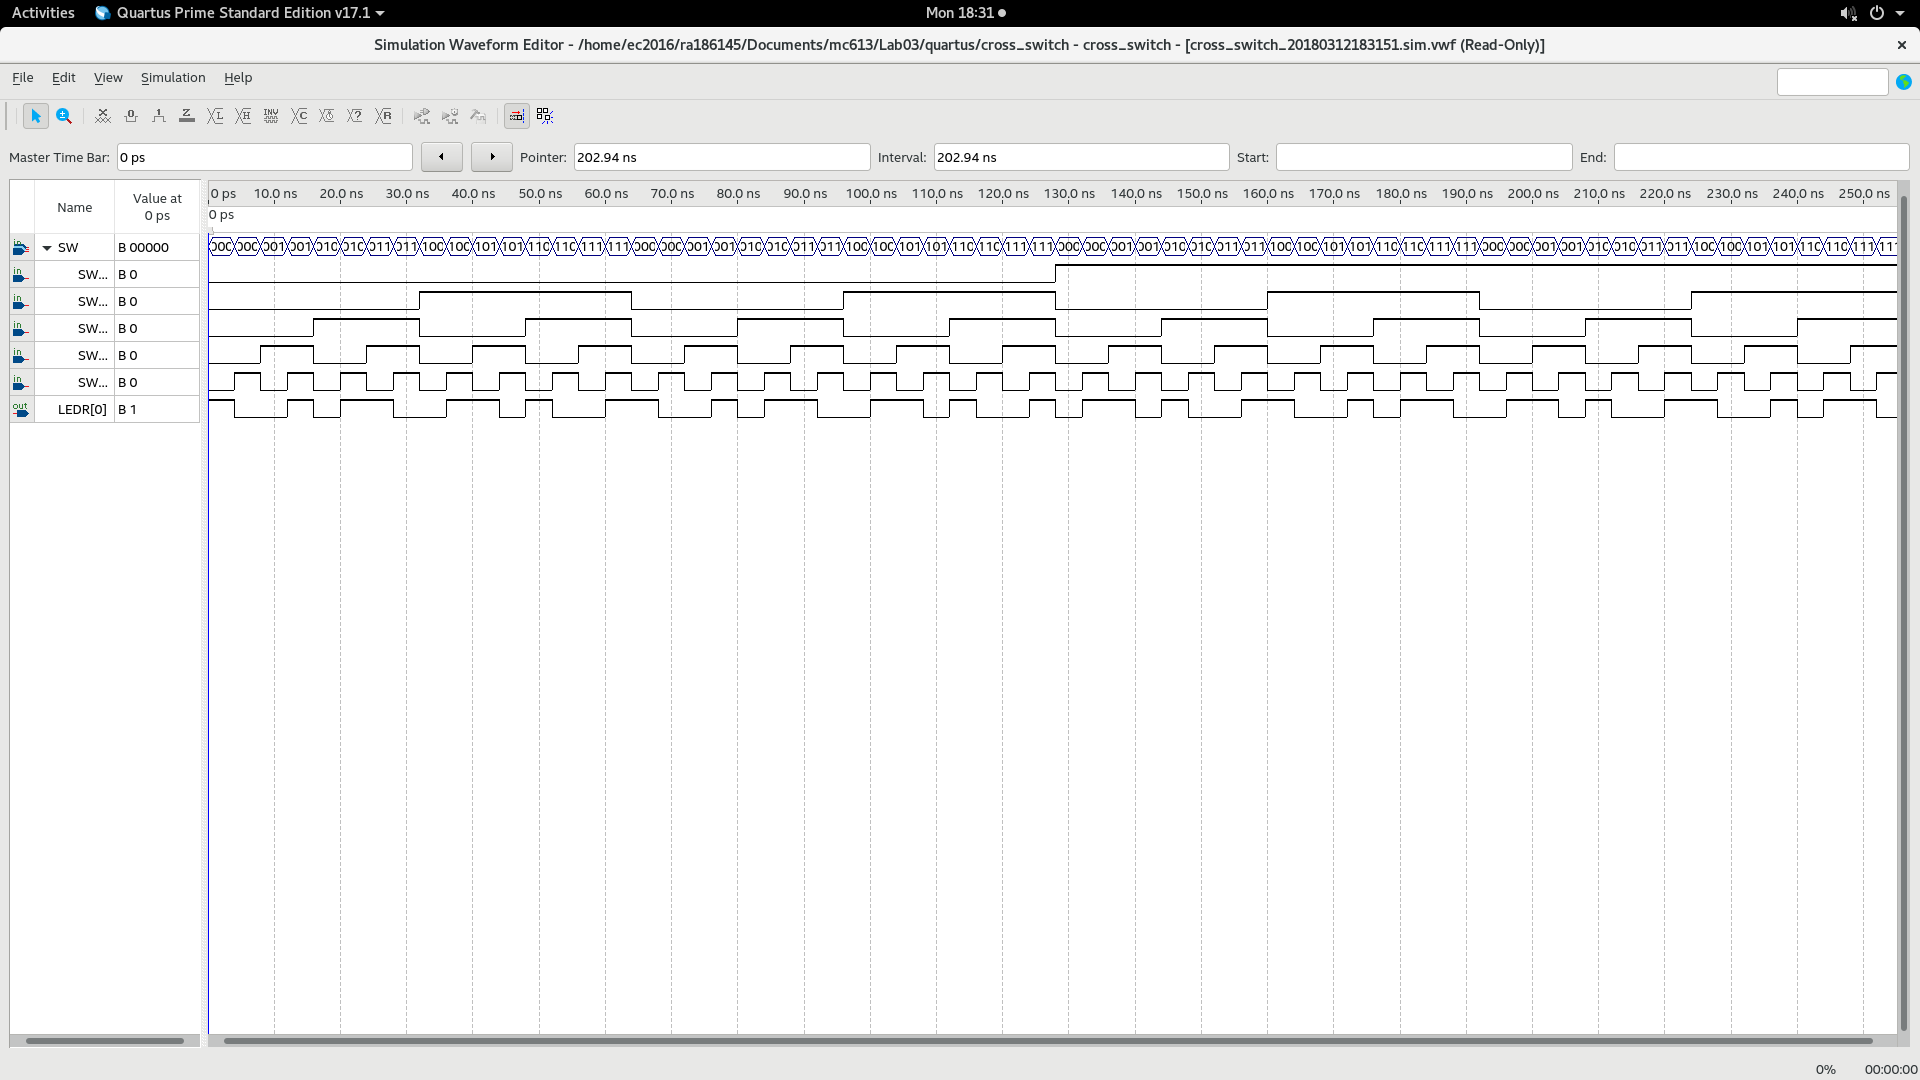 Activities Quartus Prime Standard Edition v17.1 Mon 18:31
Simulation Waveform Editor - /home/ec2016/ra186145/Documents/mc613/Lab03/quartus/cross_switch - cross_switch - [cross_switch_20180312183151.sim.vwf (Read-Only)]
File Edit View Simulation Help
Master Time Bar: 0 ps Pointer: 202.94 ns Interval: 202.94 ns Start: End:
Name Value at 0 ps
0 ps 10.0 ns 20.0 ns 30.0 ns 40.0 ns 50.0 ns 60.0 ns 70.0 ns 80.0 ns 90.0 ns 100.0 ns 110.0 ns 120.0 ns 130.0 ns 140.0 ns 150.0 ns 160.0 ns 170.0 ns 180.0 ns 190.0 ns 200.0 ns 210.0 ns 220.0 ns 230.0 ns 240.0 ns 250.0 ns
0 ps
SW B 00000
SW... B 0
SW... B 0
SW... B 0
SW... B 0
SW... B 0
LEDR[0] B 1
0% 00:00:00